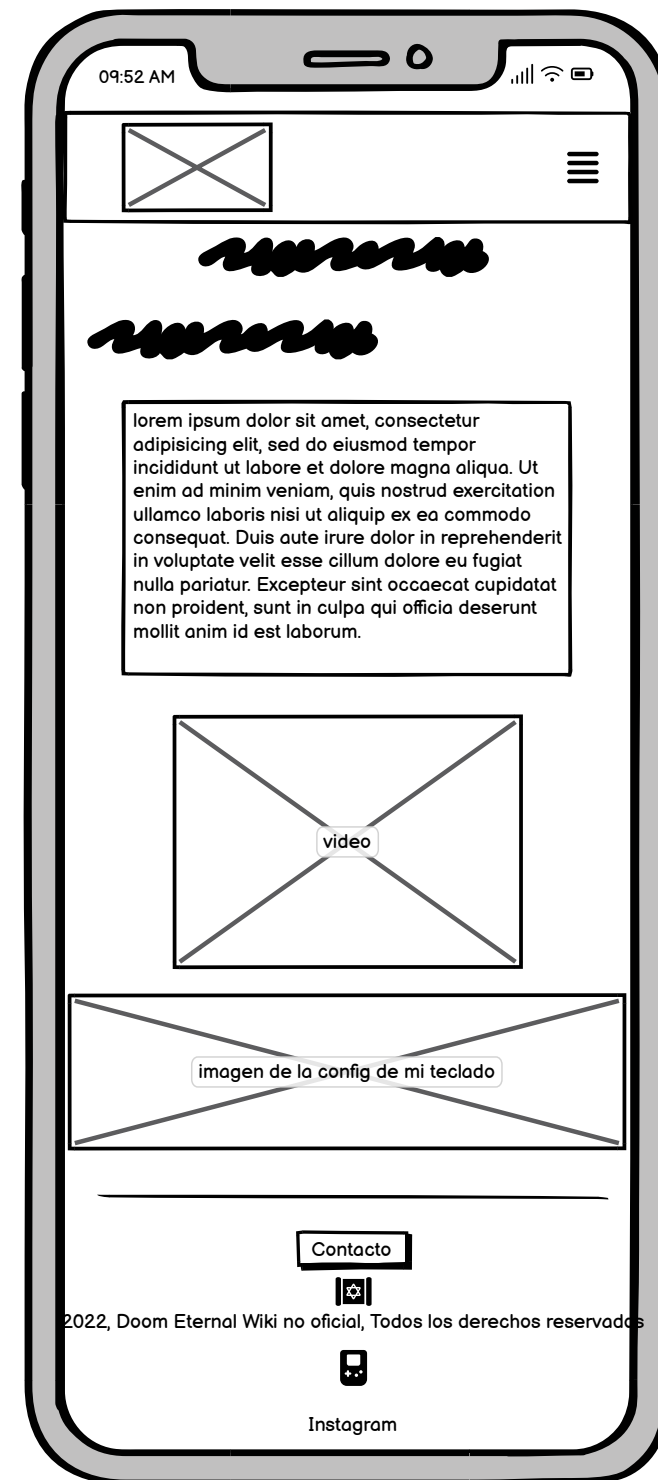 09:52 AM
lorem ipsum dolor sit amet, consectetur
adipisicing elit, sed do eiusmod tempor
incididunt ut labore et dolore magna aliqua. Ut
enim ad minim veniam, quis nostrud exercitation
ullamco laboris nisi ut aliquip ex ea commodo
consequat. Duis aute irure dolor in reprehenderit
in voluptate velit esse cillum dolore eu fugiat
nulla pariatur. Excepteur sint occaecat cupidatat
non proident, sunt in culpa qui officia deserunt
mollit anim id est laborum.
video
imagen de la config de mi teclado
Contacto
2022, Doom Eternal Wiki no oficial, Todos los derechos reservados
Instagram